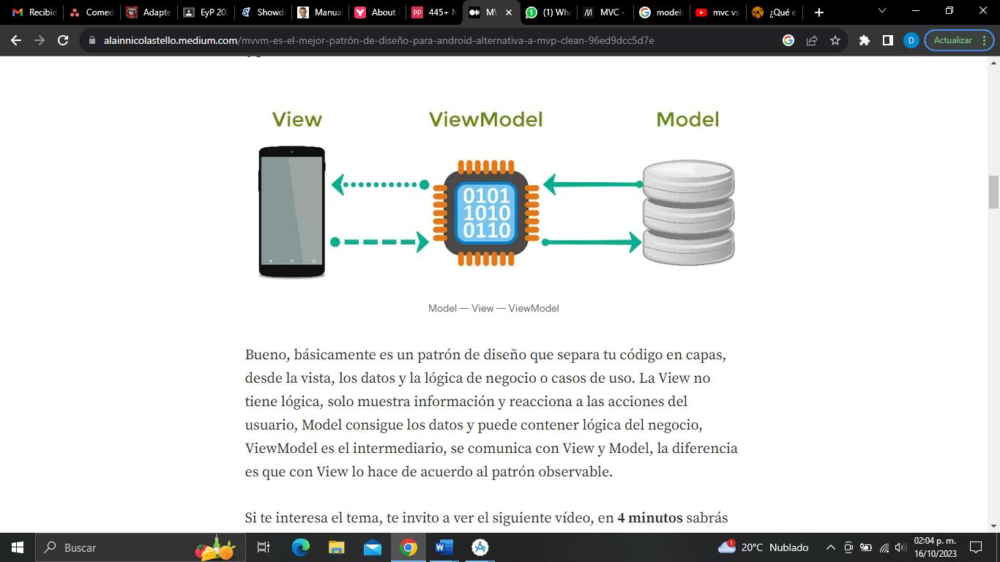 Recibid
Comed
Adapte
EyP 202
Showdo
Manua
About
445+ N
MV
(1) Wha
MVC -
modelo
mvc vs
¿Qué e
alainnicolastello.medium.com/mvvm-es-el-mejor-patrón-de-diseño-para-android-alternativa-a-mvp-clean-96ed9dcc5d7e
D
Actualizar
View
ViewModel
Model
0101
1010
0110
Model — View — ViewModel
Bueno, básicamente es un patrón de diseño que separa tu código en capas,
desde la vista, los datos y la lógica de negocio o casos de uso. La View no
tiene lógica, solo muestra información y reacciona a las acciones del
usuario, Model consigue los datos y puede contener lógica del negocio,
ViewModel es el intermediario, se comunica con View y Model, la diferencia
es que con View lo hace de acuerdo al patrón observable.
Si te interesa el tema, te invito a ver el siguiente vídeo, en 4 minutos sabrás
Buscar
1
20°C Nublado
02:04 p. m.
16/10/2023